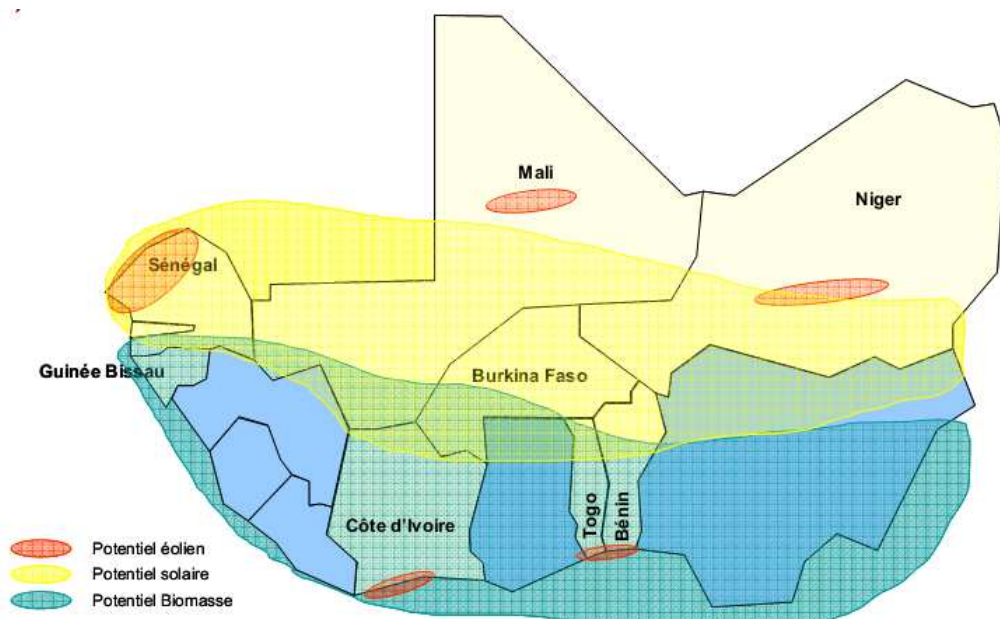 Mali
Niger
Sénégal
Guinée Bissau
Burkina Faso
Côte d'Ivoire
Togo
Bénin
Potentiel éolien
Potentiel solaire
Potentiel Biomasse